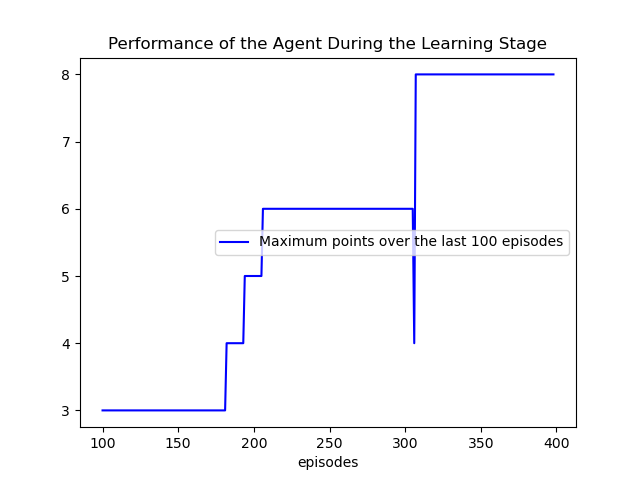 Performance of the Agent During the Learning Stage
8
7
6
Maximum points over the last 100 episodes
5
4
3
100 150 200 250 300 350 400
episodes